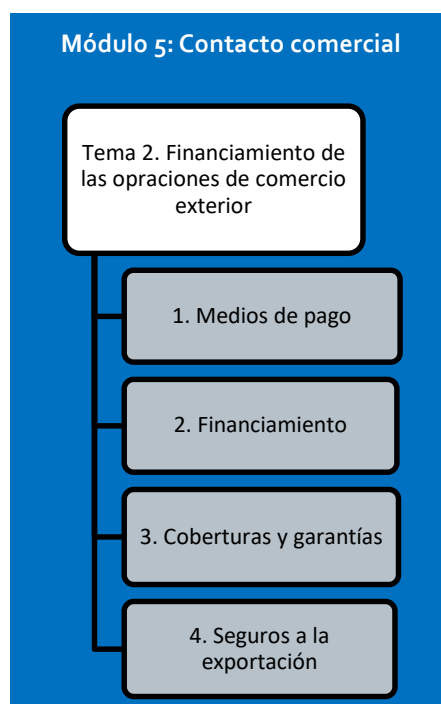 Módulo 5: Contacto comercial
Tema 2. Financiamiento de
las opraciones de comercio
exterior
1. Medios de pago
2. Financiamiento
3. Coberturas y garantías
4. Seguros a la
exportación